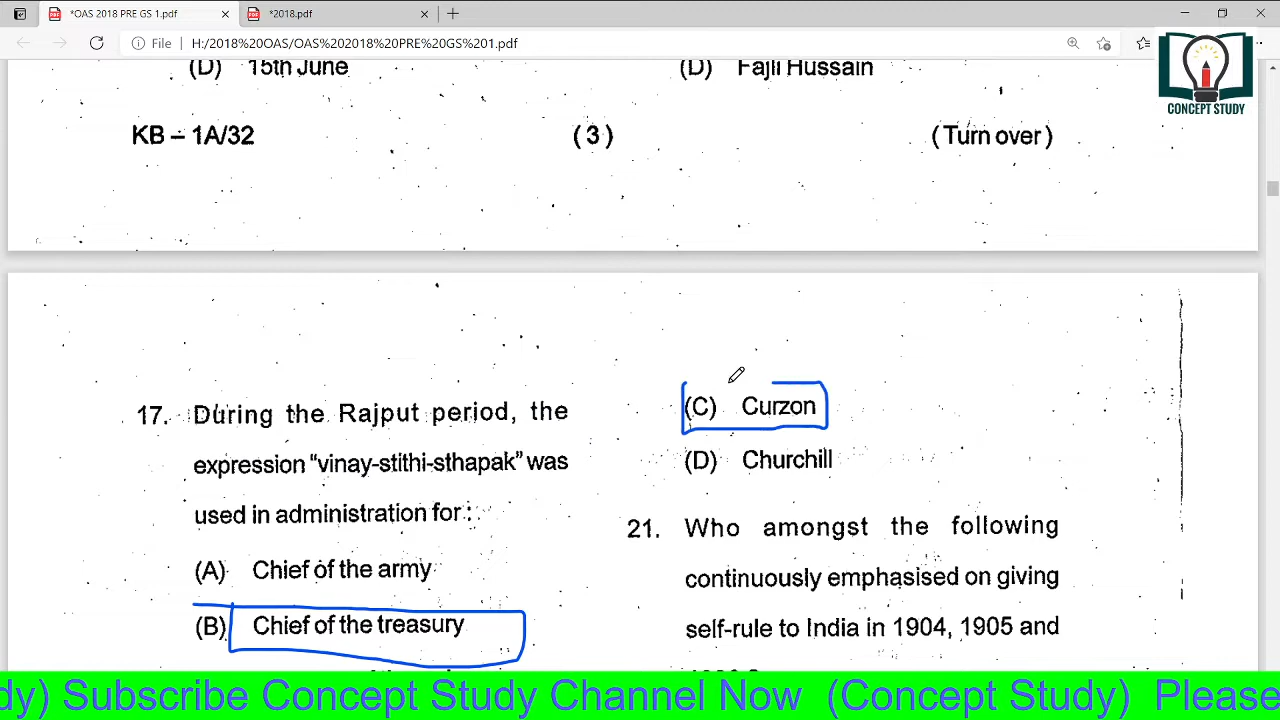 *OAS 2018 PRE GS 1.pdf
*2018.pdf
File
H:/2018%20OAS/OAS%202018%20PRE%20GS%201.pdf
CONCEPT STUDY
(D) 15th June
(D) Fajli Hussain
KB – 1A/32
( 3 )
( Turn over )
17. During the Rajput period, the
expression “vinay-stithi-sthapak” was
used in administration for :
(A) Chief of the army
(B) Chief of the treasury
(C) Curzon
(D) Churchill
21. Who amongst the following
continuously emphasised on giving
self-rule to India in 1904, 1905 and
dy) Subscribe Concept Study Channel Now (Concept Study) Please